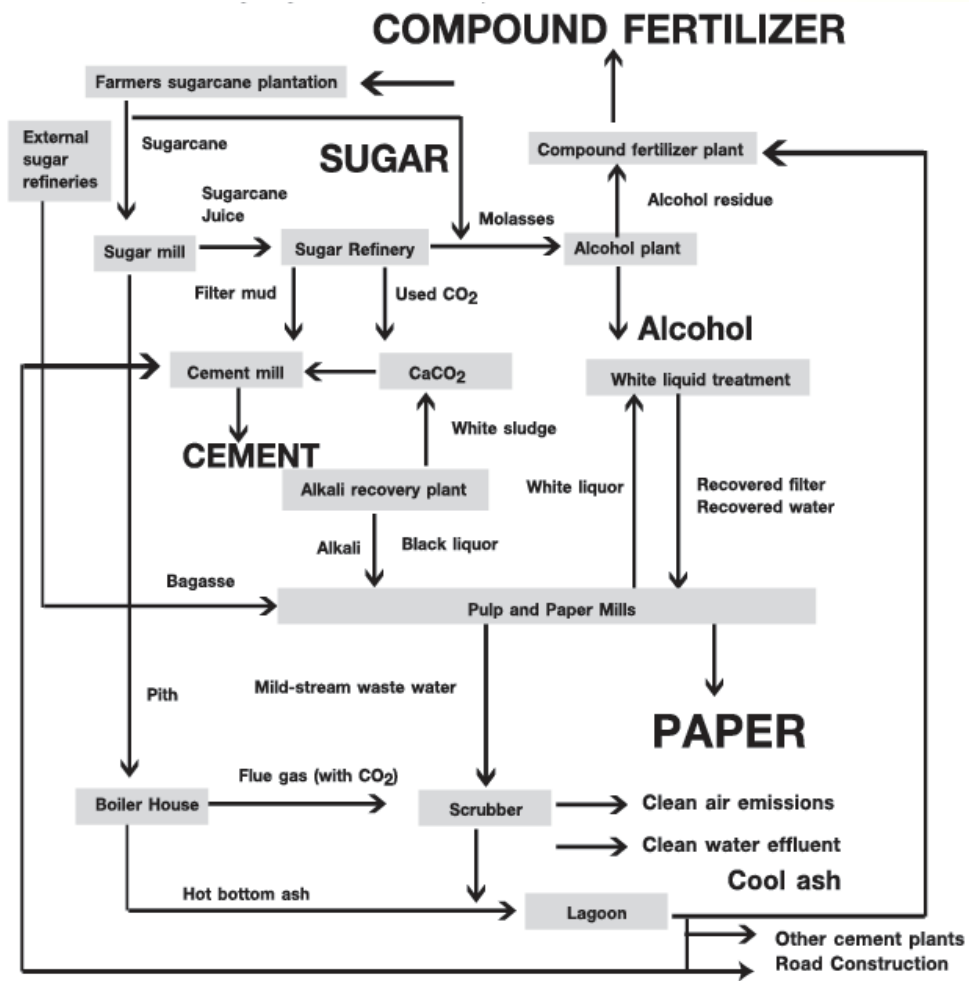 COMPOUND FERTILIZER
Farmers sugarcane plantation
External
sugar
refineries
Sugarcane
SUGAR
Compound fertilizer plant
Sugarcane
Juice
Alcohol residue
Molasses
Sugar mill
Sugar Refinery
Alcohol plant
Filter mud
Used CO2
Alcohol
Cement mill
CaCO2
White liquid treatment
CEMENT
White sludge
Alkali recovery plant
White liquor
Recovered filter
Recovered water
Alkali
Black liquor
Bagasse
Pulp and Paper Mills
Pith
Mild-stream waste water
PAPER
Flue gas (with CO2)
Boiler House
Scrubber
Clean air emissions
Clean water effluent
Cool ash
Hot bottom ash
Lagoon
Other cement plants
Road Construction